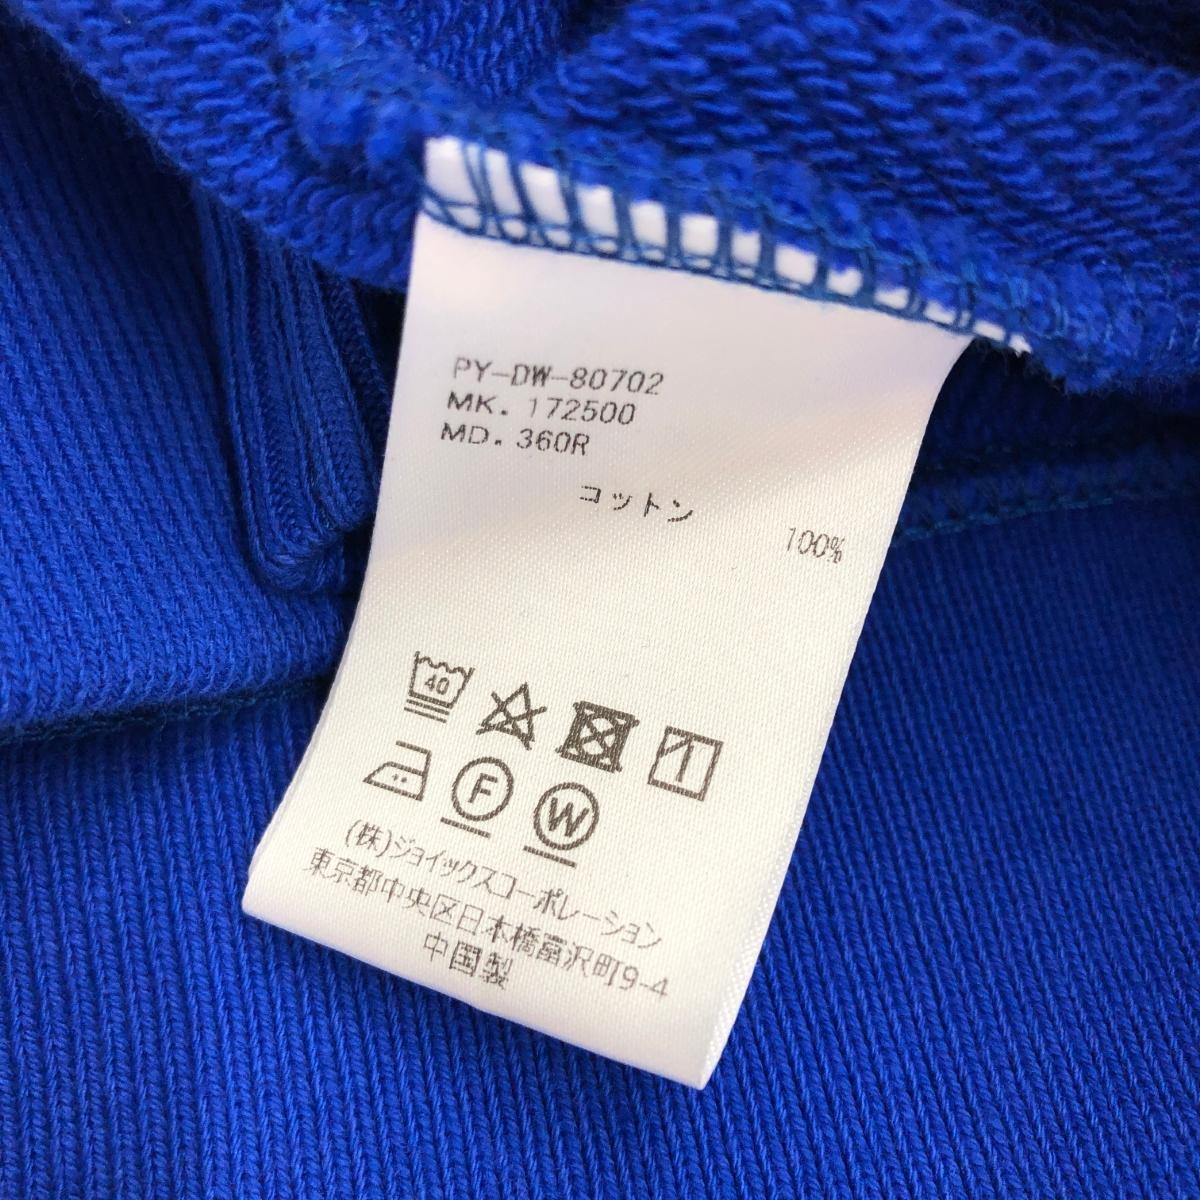 PY-DW-80702
MK. 172500
MD. 360R
コットン 100%
40
F W
(株)ジョイックスコーポレーション
東京都中央区日本橋富沢町9-4
中国製